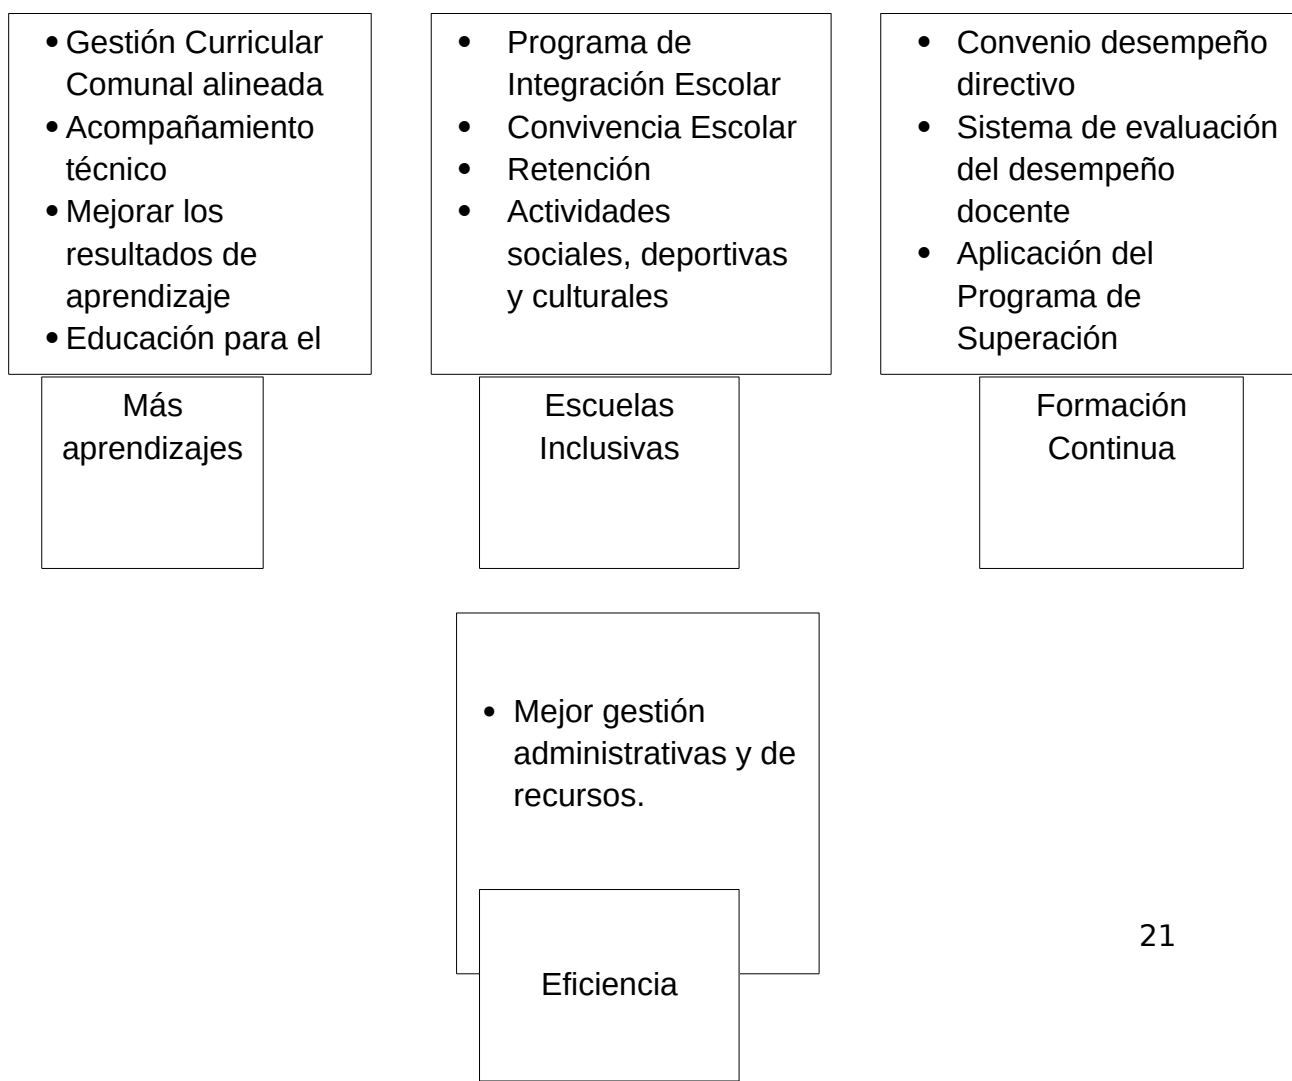 • Gestión Curricular
Comunal alineada
• Acompañamiento
técnico
• Mejorar los
resultados de
aprendizaje
• Educación para el
Más
aprendizajes
• Programa de
Integración Escolar
• Convivencia Escolar
• Retención
• Actividades
sociales, deportivas
y culturales
Escuelas
Inclusivas
• Convenio desempeño
directivo
• Sistema de evaluación
del desempeño
docente
• Aplicación del
Programa de
Superación
Formación
Continua
• Mejor gestión
administrativas y de
recursos.
Eficiencia
21